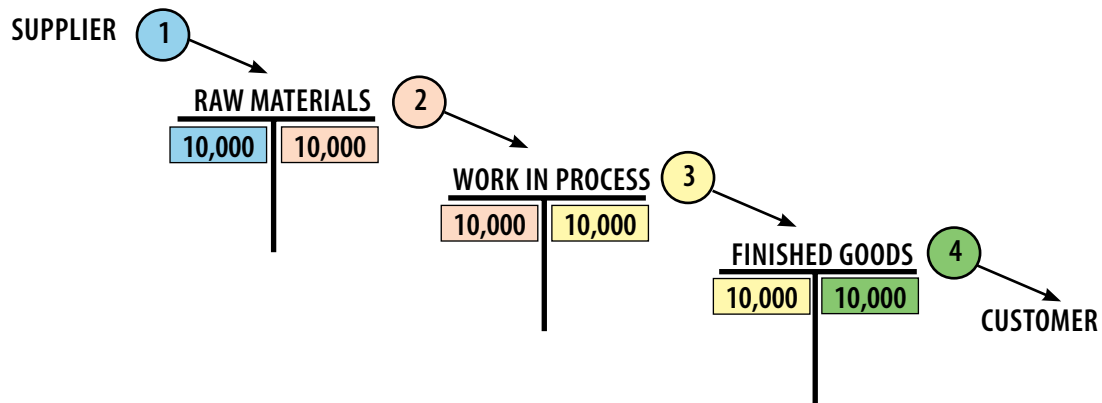 SUPPLIER 1
RAW MATERIALS 2
10,000 10,000
WORK IN PROCESS 3
10,000 10,000
FINISHED GOODS 4
10,000 10,000
CUSTOMER